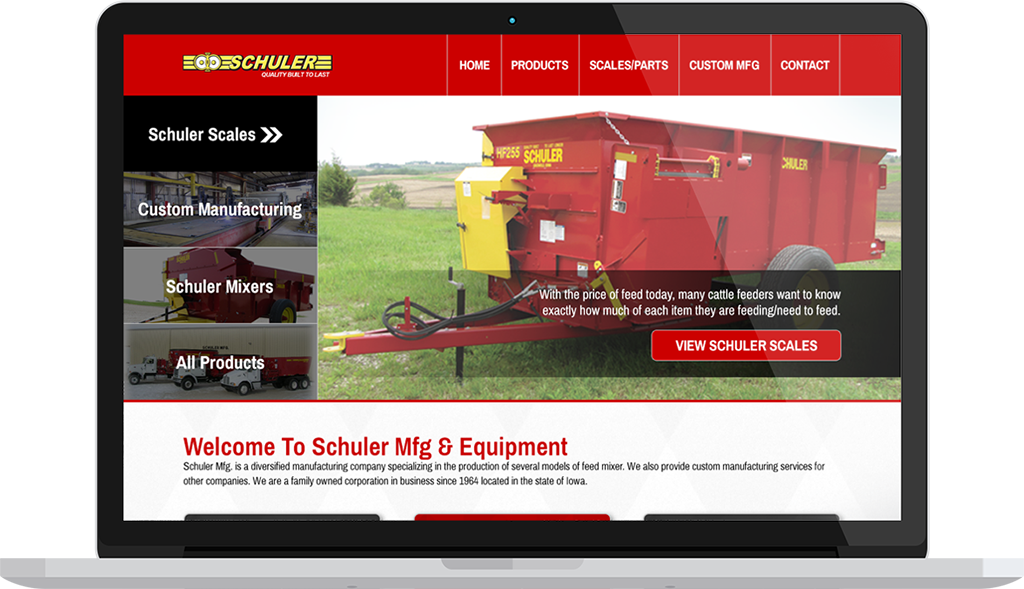 SCHULER
QUALITY BUILT TO LAST
HOME
PRODUCTS
SCALES/PARTS
CUSTOM MFG
CONTACT
Schuler Scales
Custom Manufacturing
Schuler Mixers
All Products
HF255
SCHULER
SCHULER
With the price of feed today, many cattle feeders want to know
exactly how much of each item they are feeding/need to feed.
VIEW SCHULER SCALES
Welcome To Schuler Mfg & Equipment
Schuler Mfg. is a diversified manufacturing company specializing in the production of several models of feed mixer. We also provide custom manufacturing services for
other companies. We are a family owned corporation in business since 1964 located in the state of Iowa.